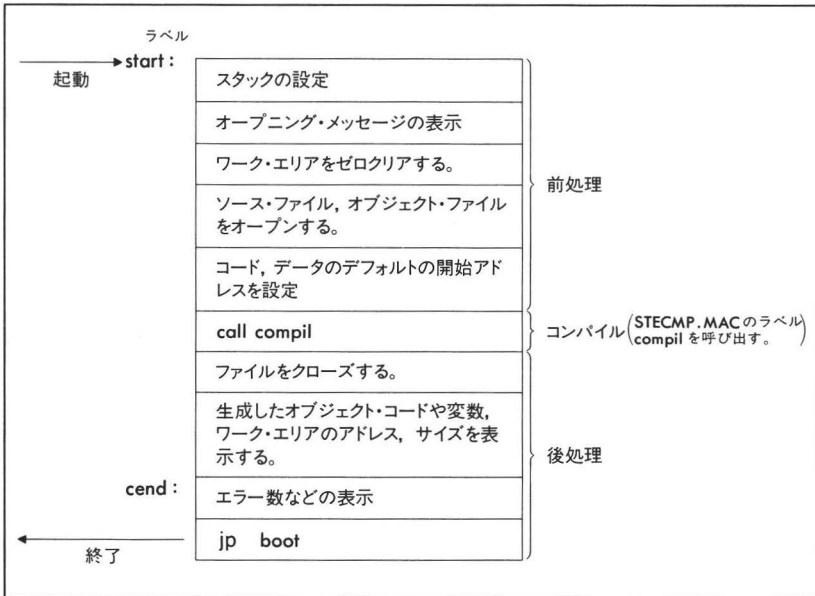 ラベル
start :
起動
スタックの設定
オープニング・メッセージの表示
ワーク・エリアをゼロクリアする。
ソース・ファイル, オブジェクト・ファイル
をオープンする。
コード, データのデフォルトの開始アド
レスを設定
前処理
call compil
コンパイル(STECMP.MACのラベル
compil を呼び出す。)
ファイルをクローズする。
生成したオブジェクト・コードや変数,
ワーク・エリアのアドレス, サイズを表
示する。
後処理
cend :
エラー数などの表示
jp boot
終了